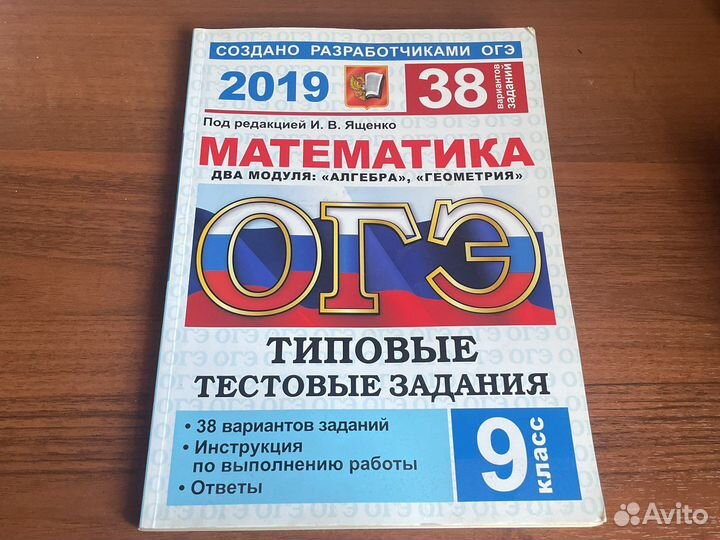 СОЗДАНО РАЗРАБОТЧИКАМИ ОГЭ
2019
38 вариантов заданий
Под редакцией И. В. Ященко
МАТЕМАТИКА
ДВА МОДУЛЯ: «АЛГЕБРА», «ГЕОМЕТРИЯ»
ОГЭ
ТИПОВЫЕ
ТЕСТОВЫЕ ЗАДАНИЯ
• 38 вариантов заданий
• Инструкция
по выполнению работы
• Ответы
9 класс
Avito